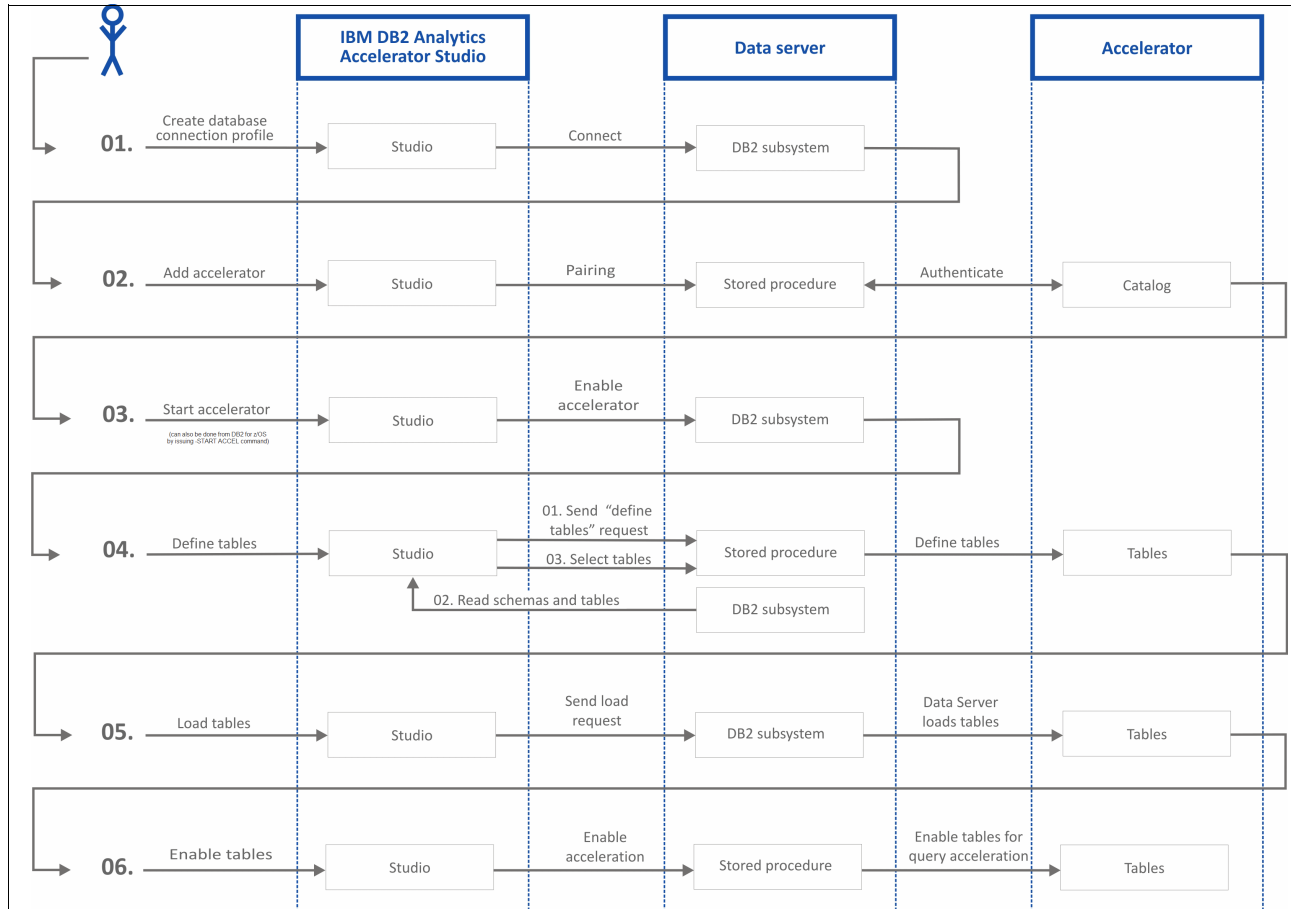 IBM DB2 Analytics
Accelerator Studio
Data server
Accelerator
01.
Create database
connection profile
Studio
Connect
DB2 subsystem
02.
Add accelerator
Studio
Pairing
Stored procedure
Authenticate
Catalog
03.
Start accelerator
(can also be done from DB2 for z/OS
by issuing -START ACCEL command)
Studio
Enable
accelerator
DB2 subsystem
04.
Define tables
Studio
01. Send “define
tables” request
03. Select tables
02. Read schemas and tables
Stored procedure
DB2 subsystem
Define tables
Tables
05.
Load tables
Studio
Send load
request
DB2 subsystem
Data Server
loads tables
Tables
06.
Enable tables
Studio
Enable
acceleration
Stored procedure
Enable tables for
query acceleration
Tables